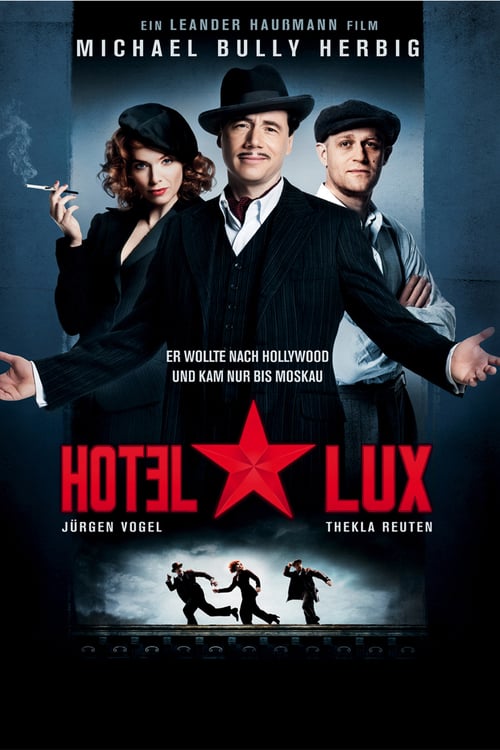 EIN LEANDER HAUẞMANN FILM
MICHAEL BULLY HERBIG
ER WOLLTE NACH HOLLYWOOD
UND KAM NUR BIS MOSKAU
HOTƎL LUX
JÜRGEN VOGEL THEKLA REUTEN